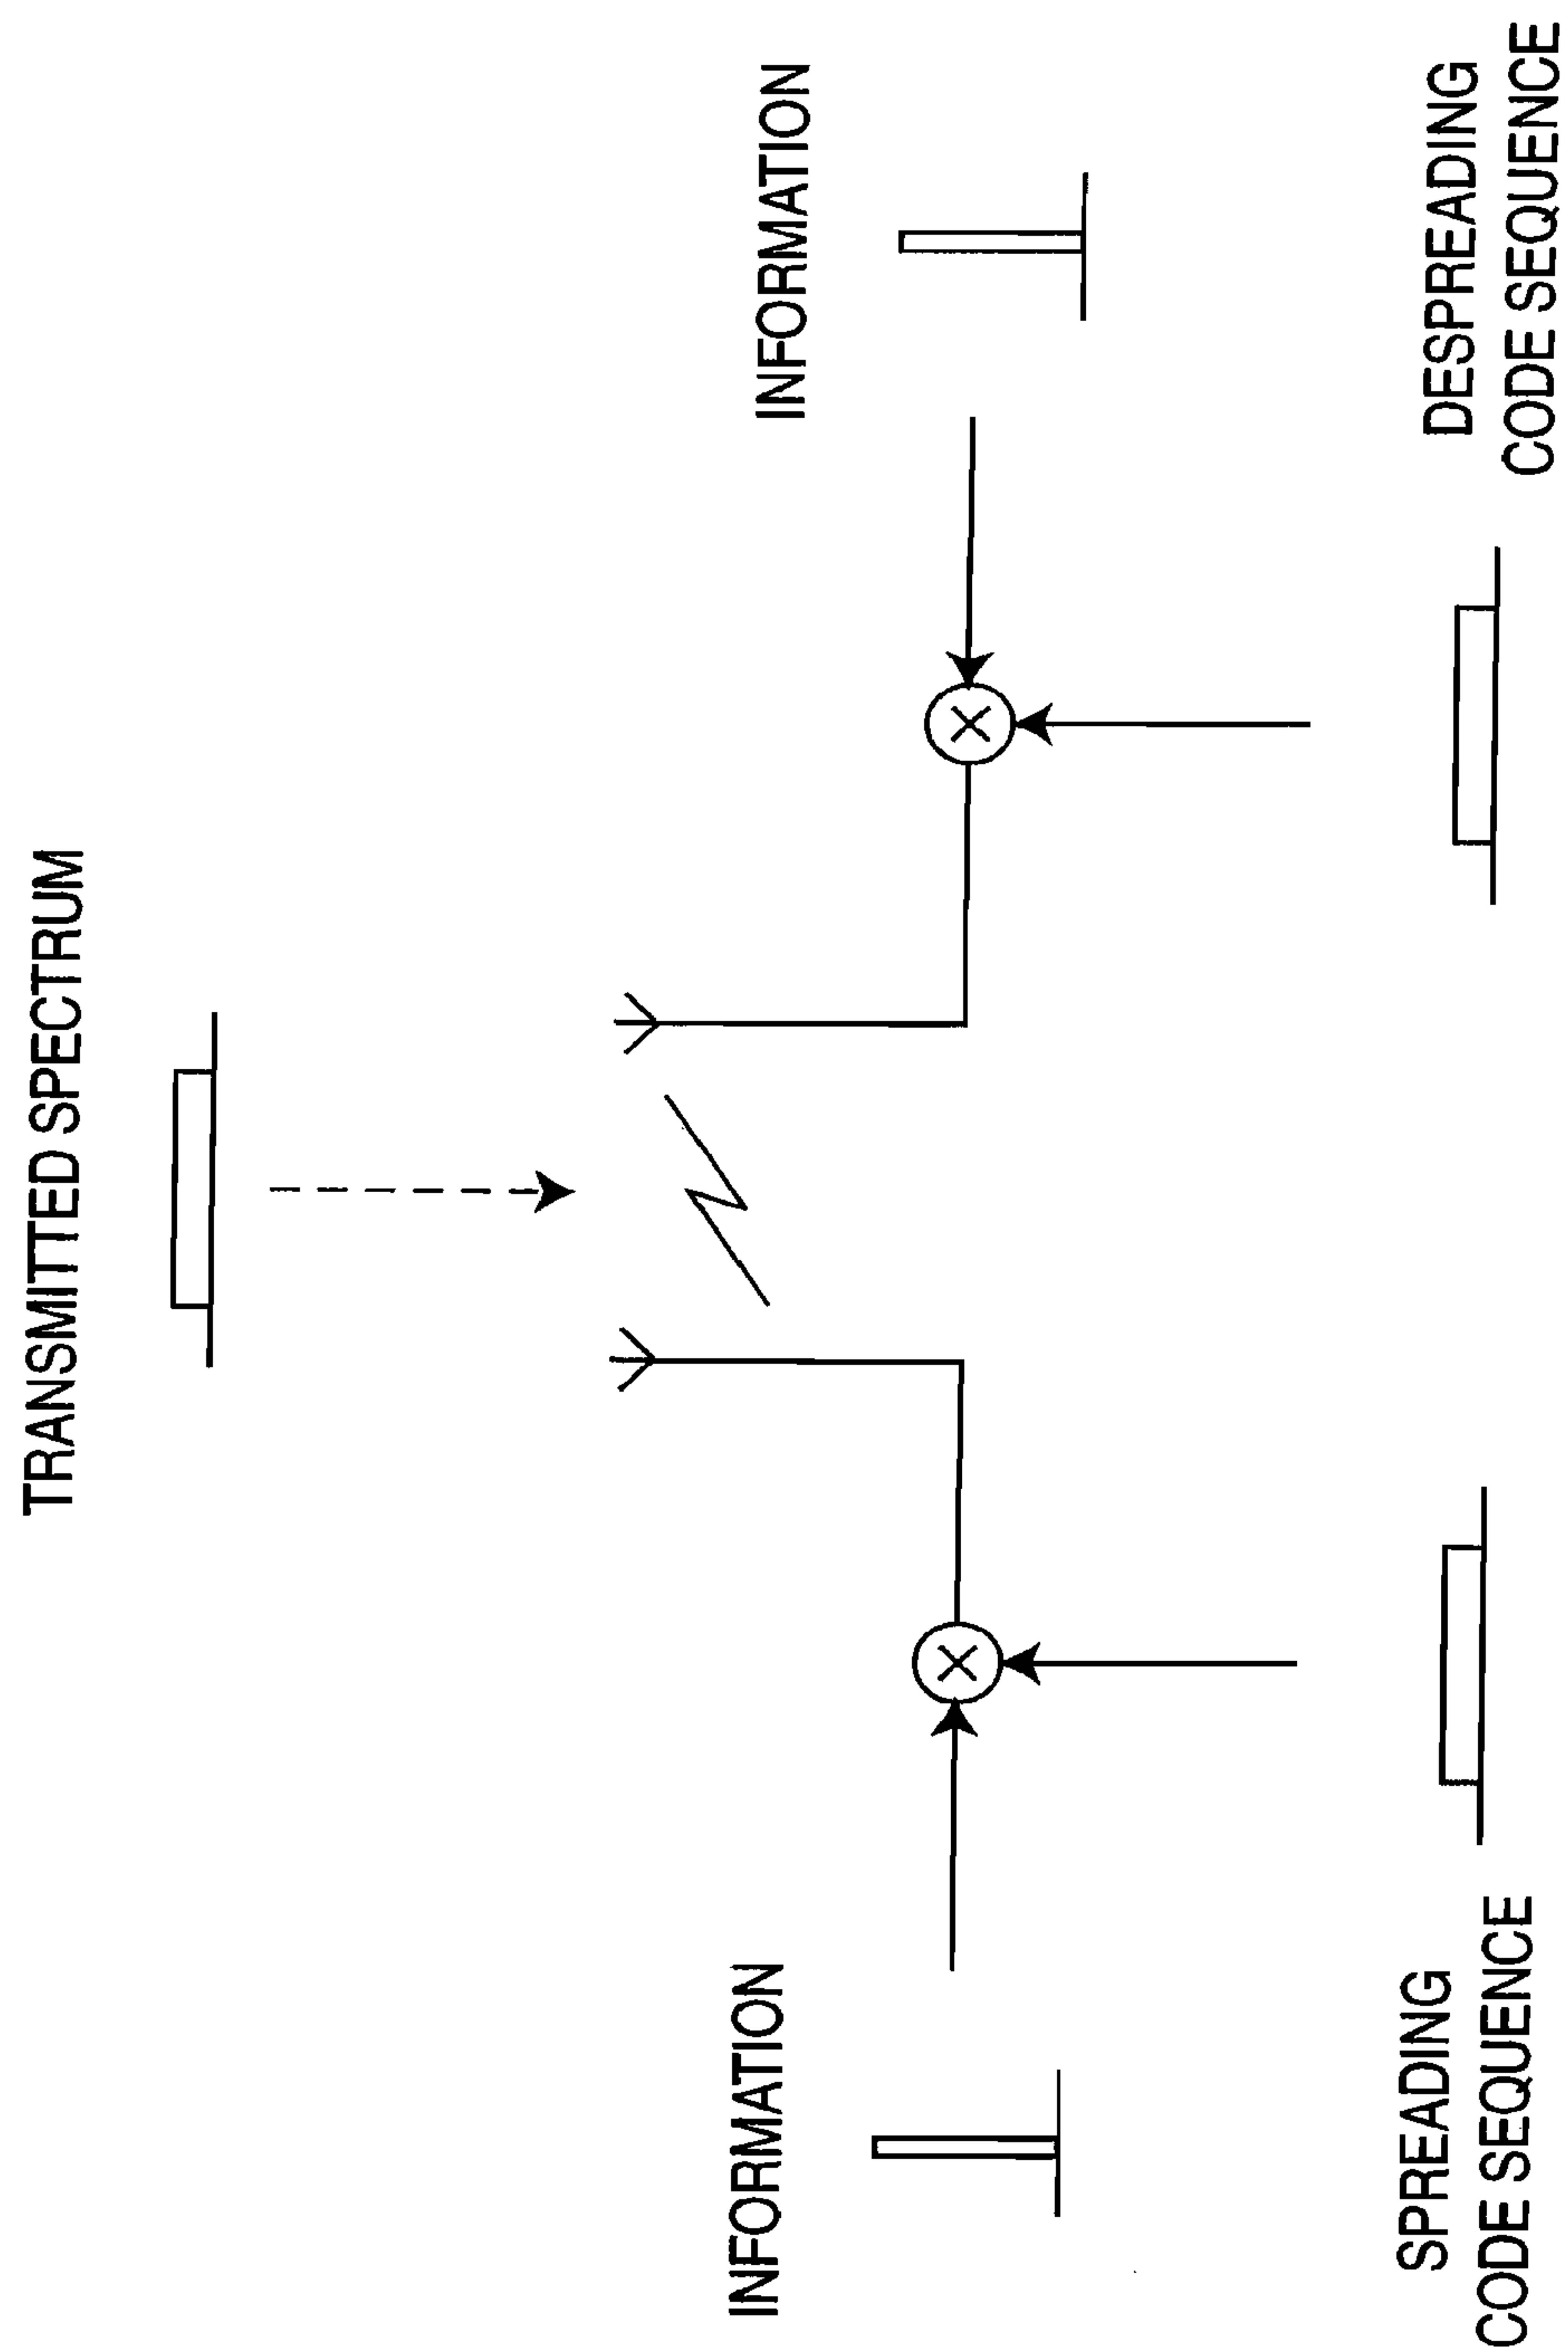 TRANSMITTED SPECTRUM
INFORMATION
INFORMATION
SPREADING
CODE SEQUENCE
DESPREADING
CODE SEQUENCE